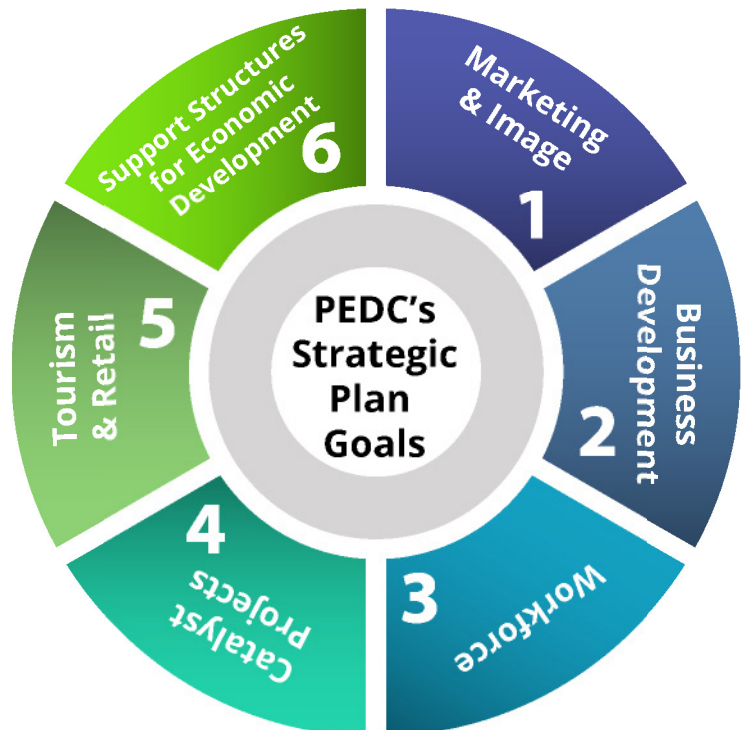 PEDC’s
Strategic
Plan
Goals
Marketing
& Image
1
Business
Development
2
Workforce
3
Catalyst
Projects
4
Tourism
& Retail
5
Support Structures
for Economic
Development
6